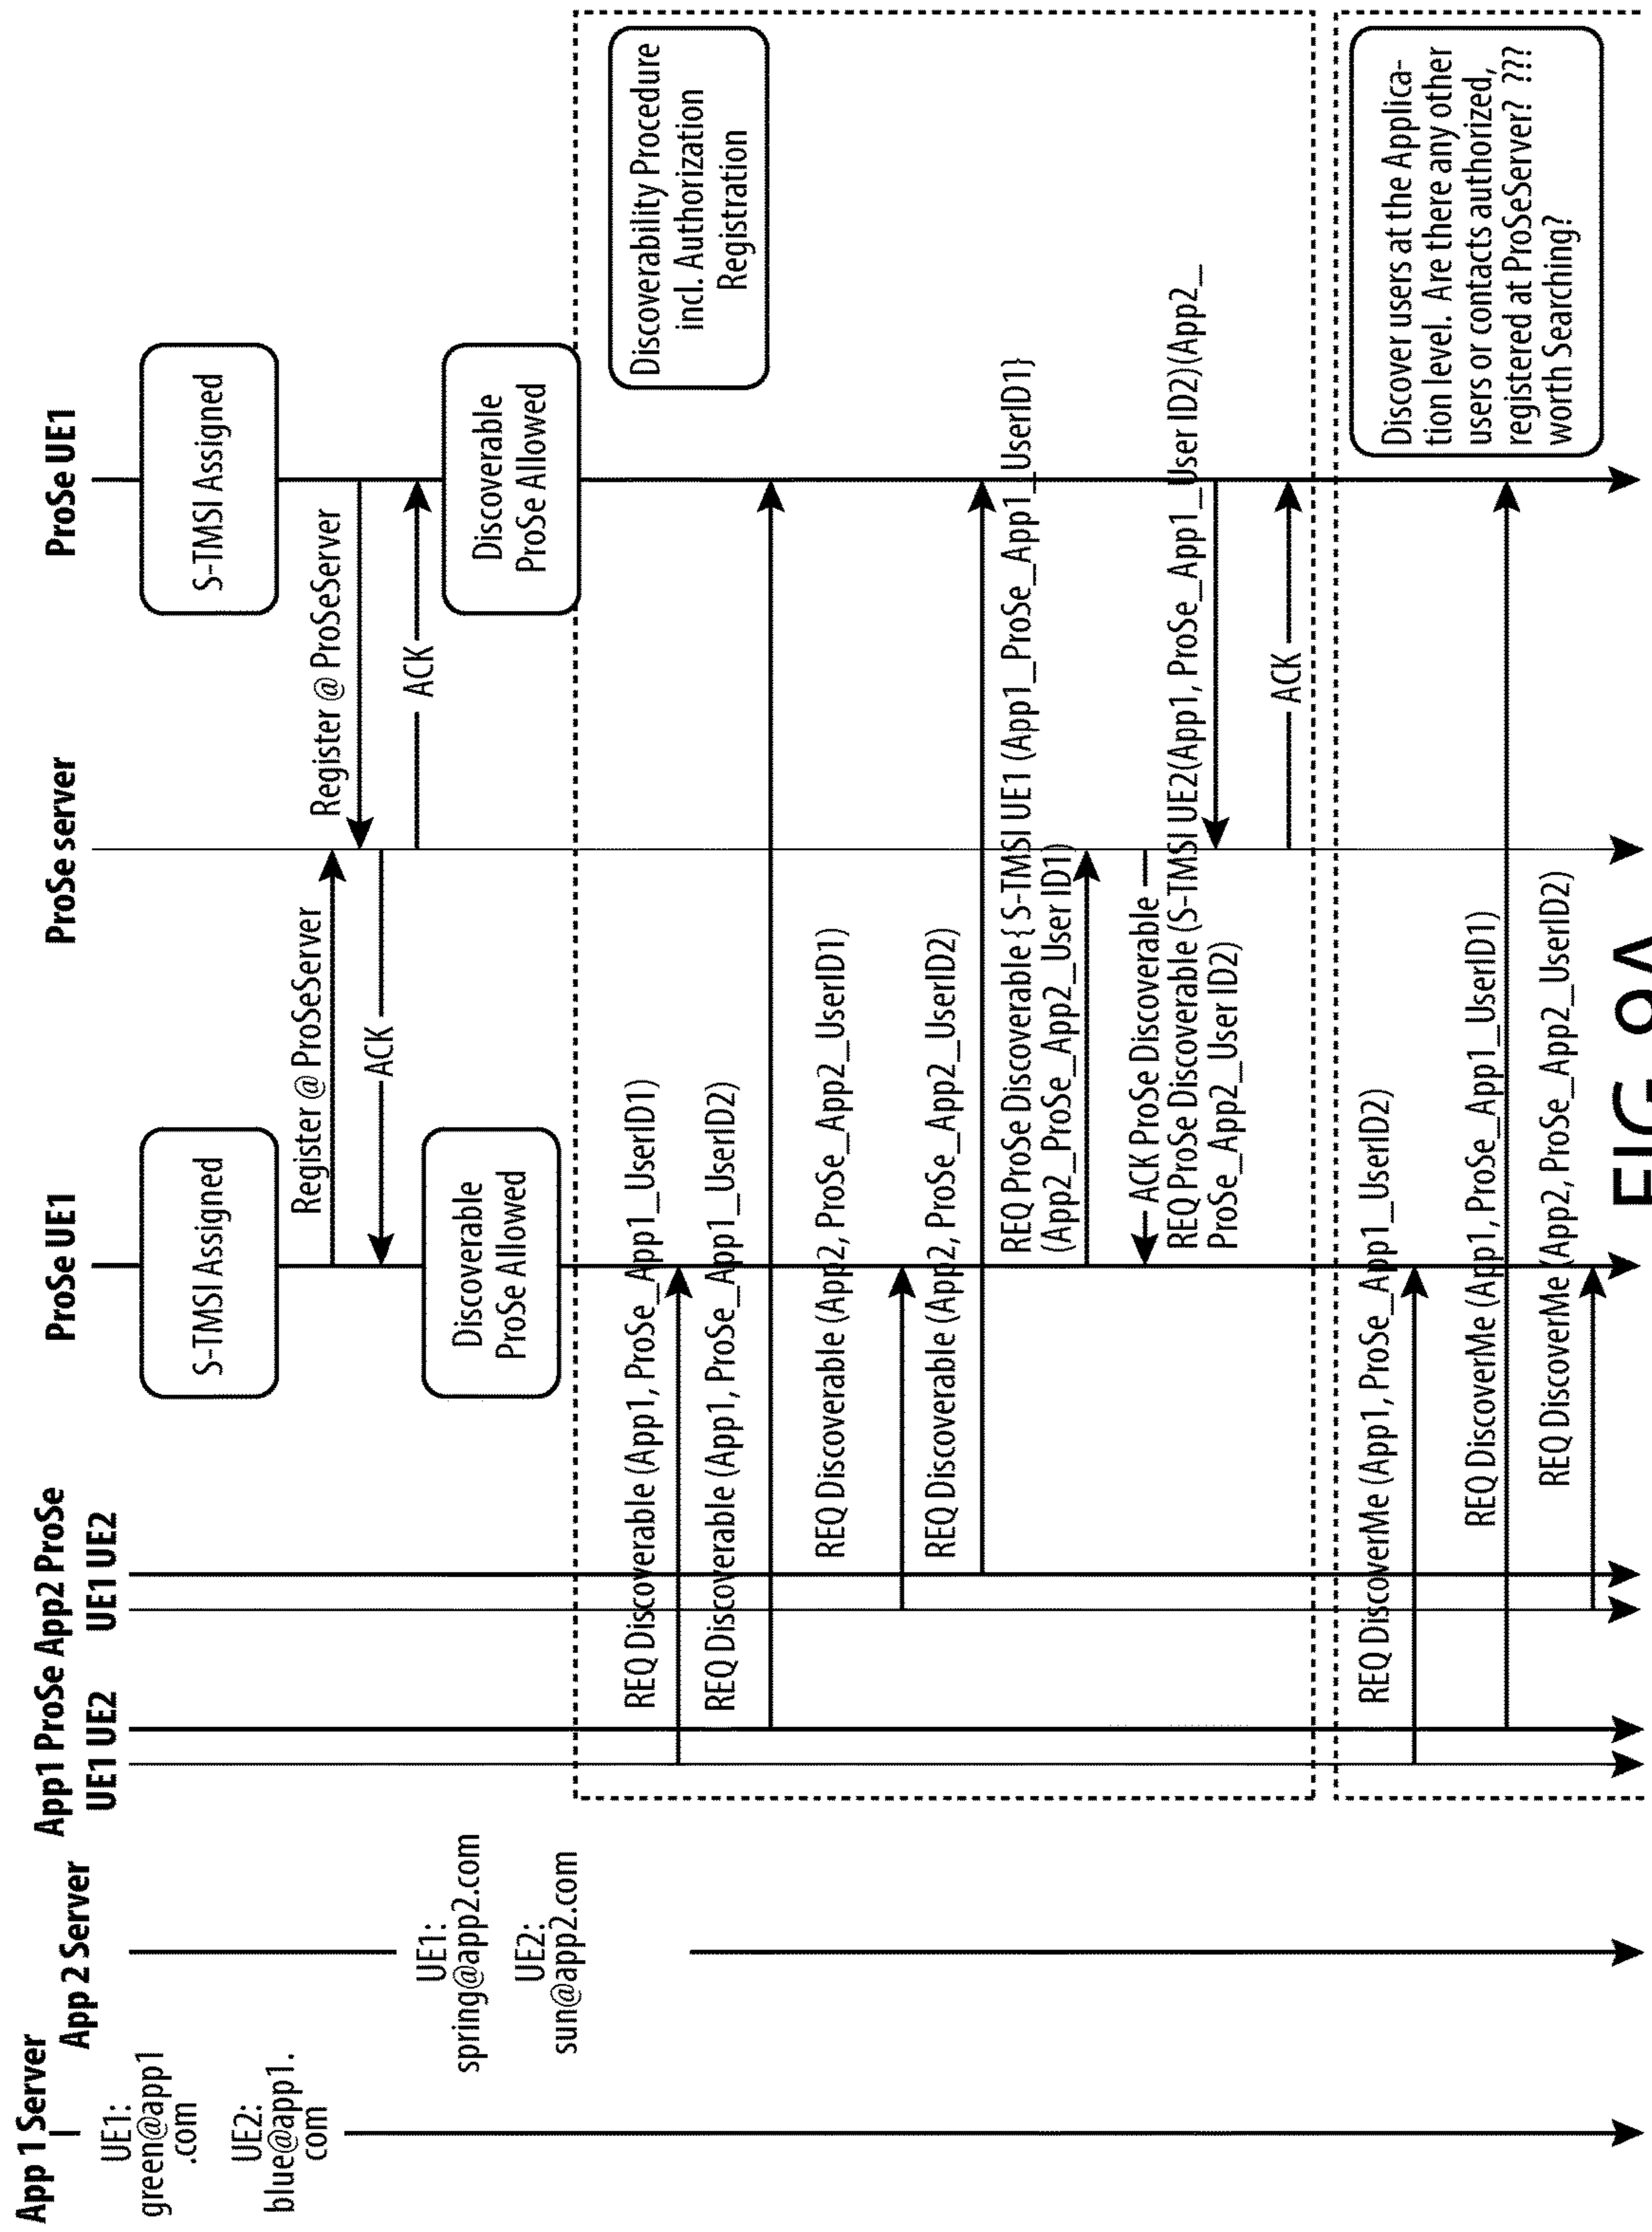 App 1 Server
App 2 Server
App1 ProSe App2 ProSe
UE1 UE2
UE1 UE2
ProSe UE1
ProSe server
ProSe UE1
UE1:
green@app1
.com
UE2:
blue@app1.
com
UE1:
spring@app2.com
UE2:
sun@app2.com
S-TMSI Assigned
S-TMSI Assigned
Register @ ProSeServer
Register @ ProSeServer
ACK
ACK
Discoverable
ProSe Allowed
Discoverable
ProSe Allowed
Discoverability Procedure
incl. Authorization
Registration
REQ Discoverable (App1, ProSe_App1_UserID1)
REQ Discoverable (App1, ProSe_App1_UserID2)
REQ Discoverable (App2, ProSe_App2_UserID1)
REQ Discoverable (App2, ProSe_App2_UserID2)
REQ ProSe Discoverable { S-TMSI UE1 (App1_ProSe_App1_UserID1}
(App2_ProSe_App2_User ID1)
ACK ProSe Discoverable
REQ ProSe Discoverable (S-TMSI UE2(App1, ProSe_App1_User ID2)(App2_
ProSe_App2_User ID2)
ACK
Discover users at the Applica-
tion level. Are there any other
users or contacts authorized,
registered at ProSeServer? ???
worth Searching?
REQ DiscoverMe (App1, ProSe_App1_UserID2)
REQ DiscoverMe (App1, ProSe_App1_UserID1)
REQ DiscoverMe (App2, ProSe_App2_UserID2)
FIG. 8A